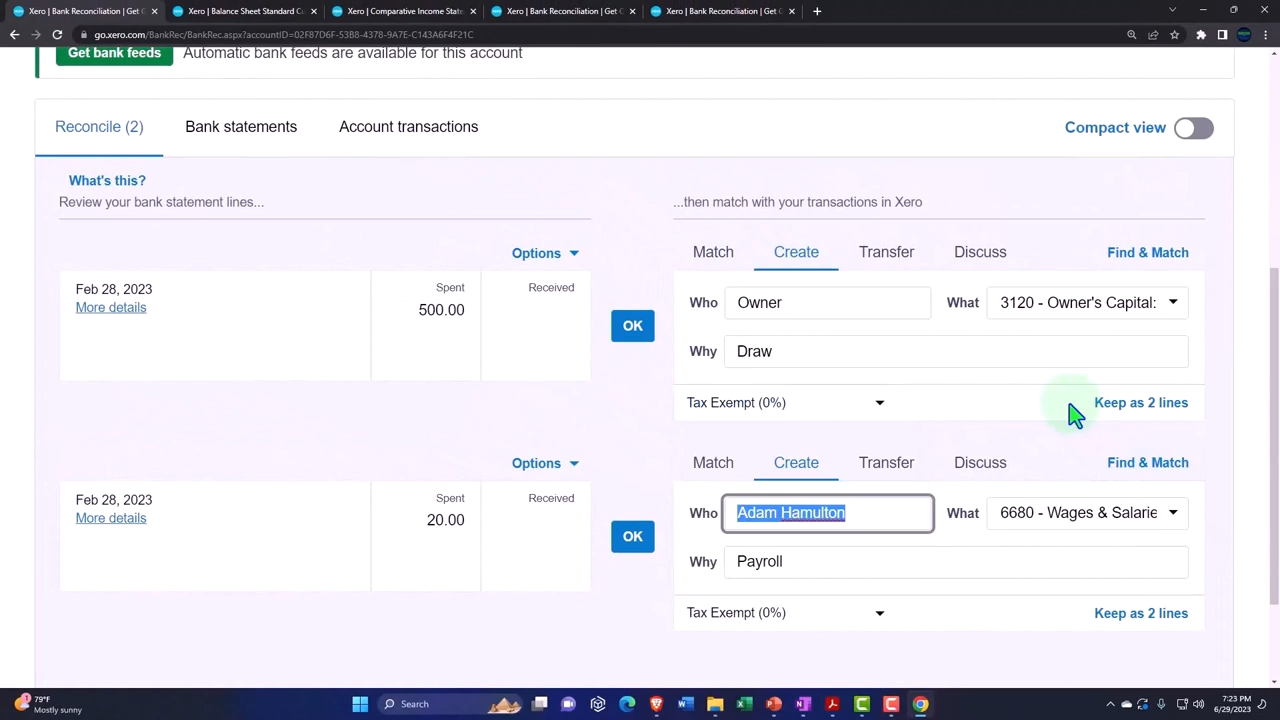 Xero | Bank Reconciliation | Get C
Xero | Balance Sheet Standard Cu
Xero | Comparative Income State
Xero | Bank Reconciliation | Get C
Xero | Bank Reconciliation | Get C
go.xero.com/BankRec/BankRec.aspx?accountID=02F87D6F-53B8-4378-9A7E-C143A6F4F21C
Get bank feeds Automatic bank feeds are available for this account
Reconcile (2) Bank statements Account transactions Compact view
What's this?
Review your bank statement lines... ...then match with your transactions in Xero
Options Match Create Transfer Discuss Find & Match
Feb 28, 2023 Spent Received
More details 500.00
Who Owner What 3120 - Owner's Capital:
OK
Why Draw
Tax Exempt (0%) Keep as 2 lines
Options Match Create Transfer Discuss Find & Match
Feb 28, 2023 Spent Received
More details 20.00
Who Adam Hamulton What 6680 - Wages & Salarie
OK
Why Payroll
Tax Exempt (0%) Keep as 2 lines
1
79°F
Mostly sunny
Search
7:23 PM
6/29/2023